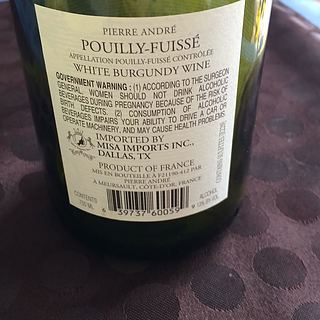 PIERRE ANDRÉ
POUILLY-FUISSÉ
APPELLATION POUILLY-FUISSÉ CONTRÔLÉE
WHITE BURGUNDY WINE
GOVERNMENT WARNING : (1) ACCORDING TO THE SURGEON
GENERAL, WOMEN SHOULD NOT DRINK ALCOHOLIC
BEVERAGES DURING PREGNANCY BECAUSE OF THE RISK OF
BIRTH DEFECTS. (2) CONSUMPTION OF ALCOHOLIC
BEVERAGES IMPAIRS YOUR ABILITY TO DRIVE A CAR OR
OPERATE MACHINERY, AND MAY CAUSE HEALTH PROBLEMS.
IMPORTED BY
MISA IMPORTS INC.,
DALLAS, TX
PRODUCT OF FRANCE
MIS EN BOUTEILLE À F21190-412 PAR
PIERRE ANDRÉ
À MEURSAULT, CÔTE-D'OR, FRANCE
CONTENTS
750 ML
ALCOHOL
13% BY VOL.
6 39737 60059